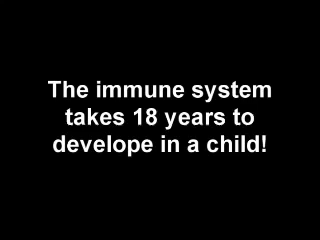 The immune system
takes 18 years to
develope in a child!